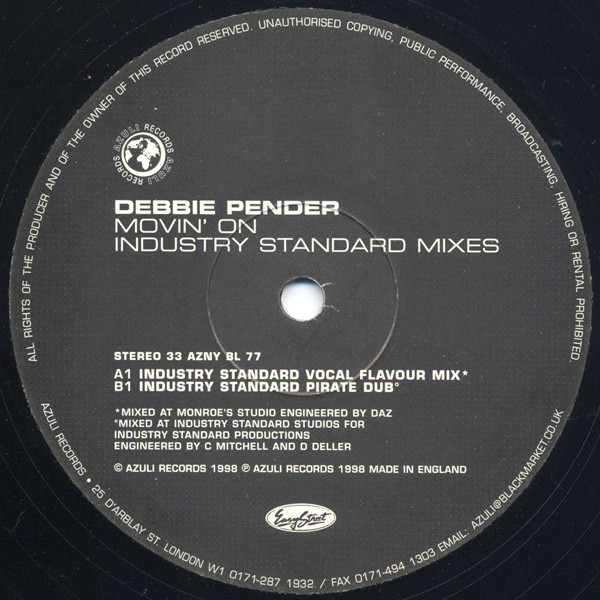 ALL RIGHTS OF THE PRODUCER AND OF THE OWNER OF THIS RECORD RESERVED. UNAUTHORISED COPYING, PUBLIC PERFORMANCE, BROADCASTING, HIRING OR RENTAL PROHIBITED.
AZULI RECORDS AZULI RECORDS
DEBBIE PENDER
MOVIN' ON
INDUSTRY STANDARD MIXES
STEREO 33 AZNY BL 77
A1 INDUSTRY STANDARD VOCAL FLAVOUR MIX*
B1 INDUSTRY STANDARD PIRATE DUB°
*MIXED AT MONROE'S STUDIO ENGINEERED BY DAZ
°MIXED AT INDUSTRY STANDARD STUDIOS FOR
INDUSTRY STANDARD PRODUCTIONS
ENGINEERED BY C MITCHELL AND D DELLER
© AZULI RECORDS 1998 ℗ AZULI RECORDS 1998 MADE IN ENGLAND
EasyStreet
AZULI RECORDS • 25 D'ARBLAY ST. LONDON W1 0171-287 1932 / FAX 0171-494 1303 EMAIL: AZULI@BLACKMARKET.CO.UK